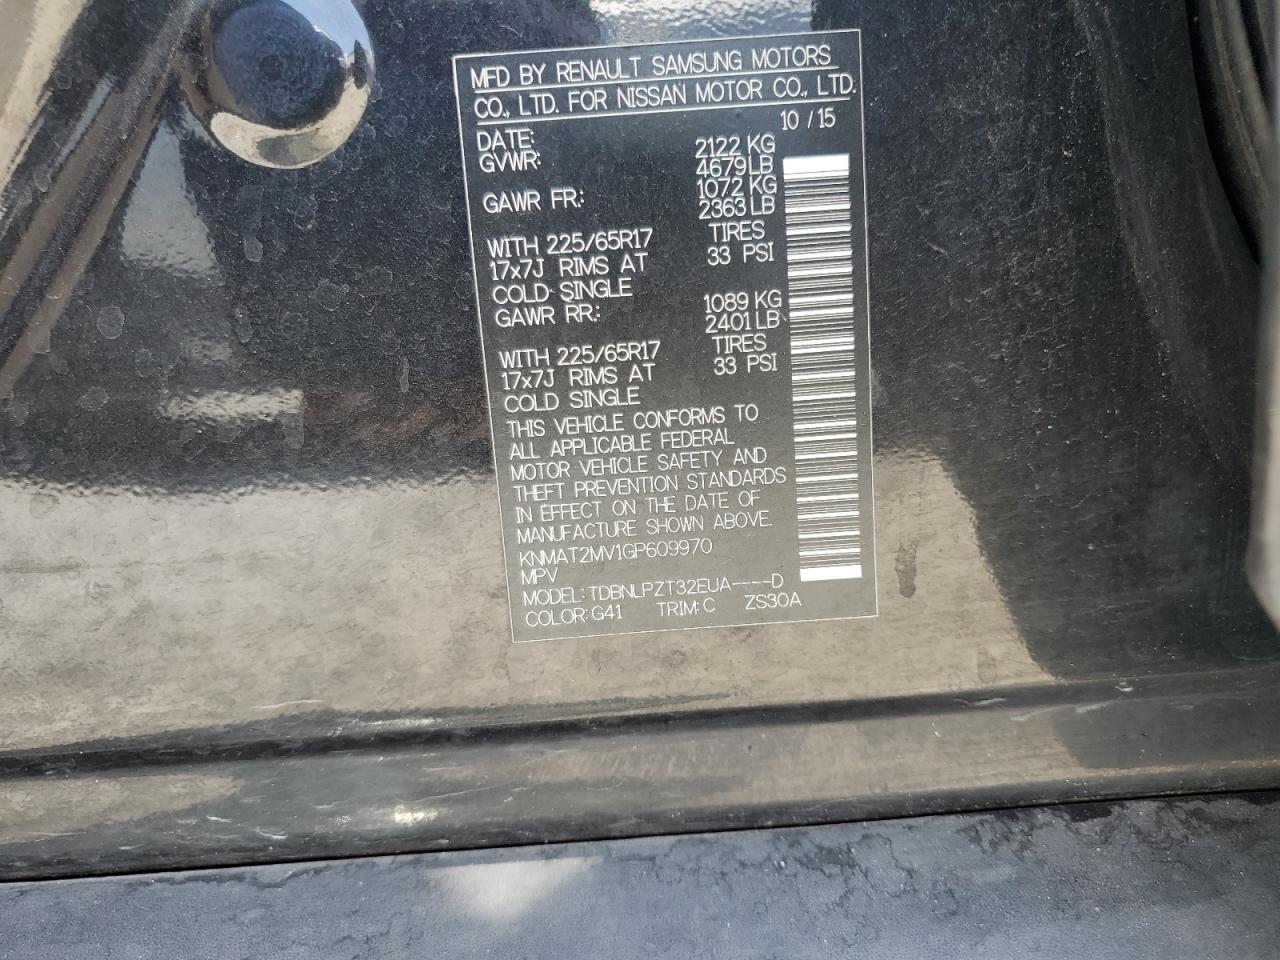 MFD BY RENAULT SAMSUNG MOTORS
CO., LTD. FOR NISSAN MOTOR CO., LTD.
DATE: 10 / 15
GVWR: 2122 KG
4679 LB
GAWR FR: 1072 KG
2363 LB
WITH 225/65R17 TIRES
17x7J RIMS AT 33 PSI
COLD SINGLE
GAWR RR: 1089 KG
2401 LB
WITH 225/65R17 TIRES
17x7J RIMS AT 33 PSI
COLD SINGLE
THIS VEHICLE CONFORMS TO
ALL APPLICABLE FEDERAL
MOTOR VEHICLE SAFETY AND
THEFT PREVENTION STANDARDS
IN EFFECT ON THE DATE OF
MANUFACTURE SHOWN ABOVE.
KNMAT2MV1GP609970
MPV
MODEL: TDBNLPZT32EUA----D
COLOR: G41 TRIM: C ZS30A